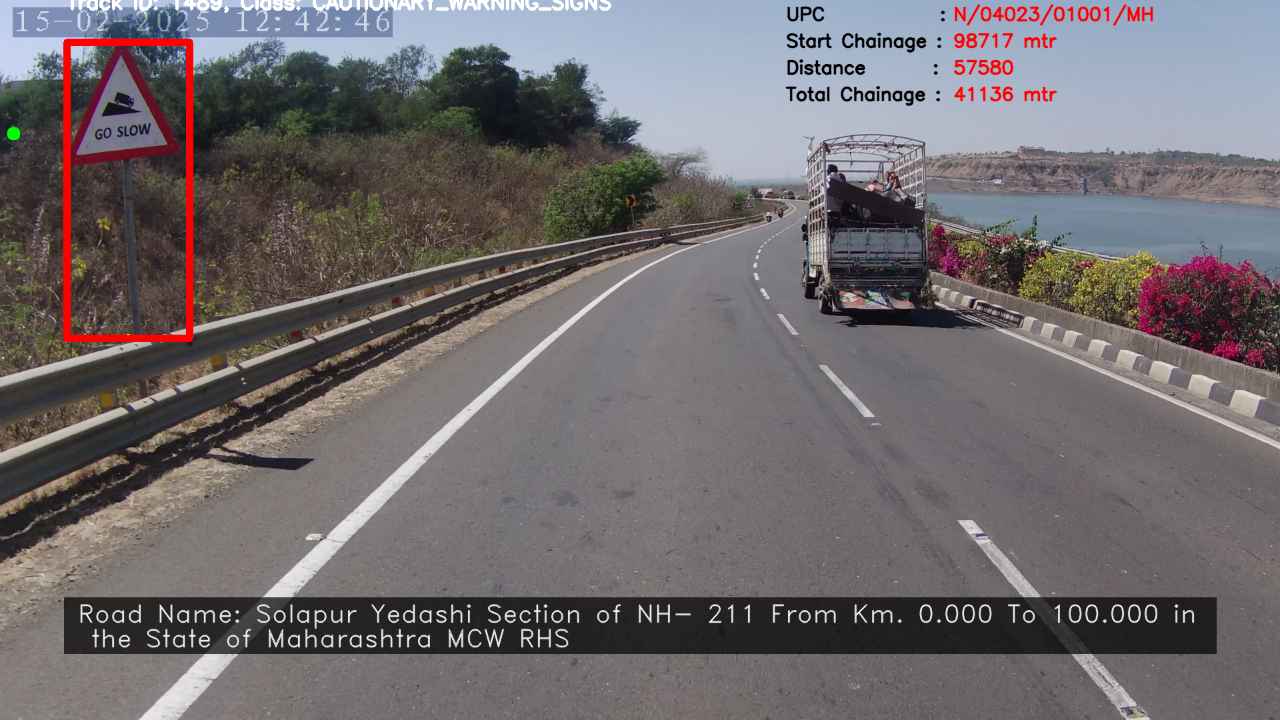 Track ID: 1489, Class: CAUTIONARY_WARNING_SIGNS
15-02-2025 12:42:46
UPC : N/04023/01001/MH
Start Chainage : 98717 mtr
Distance : 57580
Total Chainage : 41136 mtr
GO SLOW
Road Name: Solapur Yedashi Section of NH- 211 From Km. 0.000 To 100.000 in
the State of Maharashtra MCW RHS